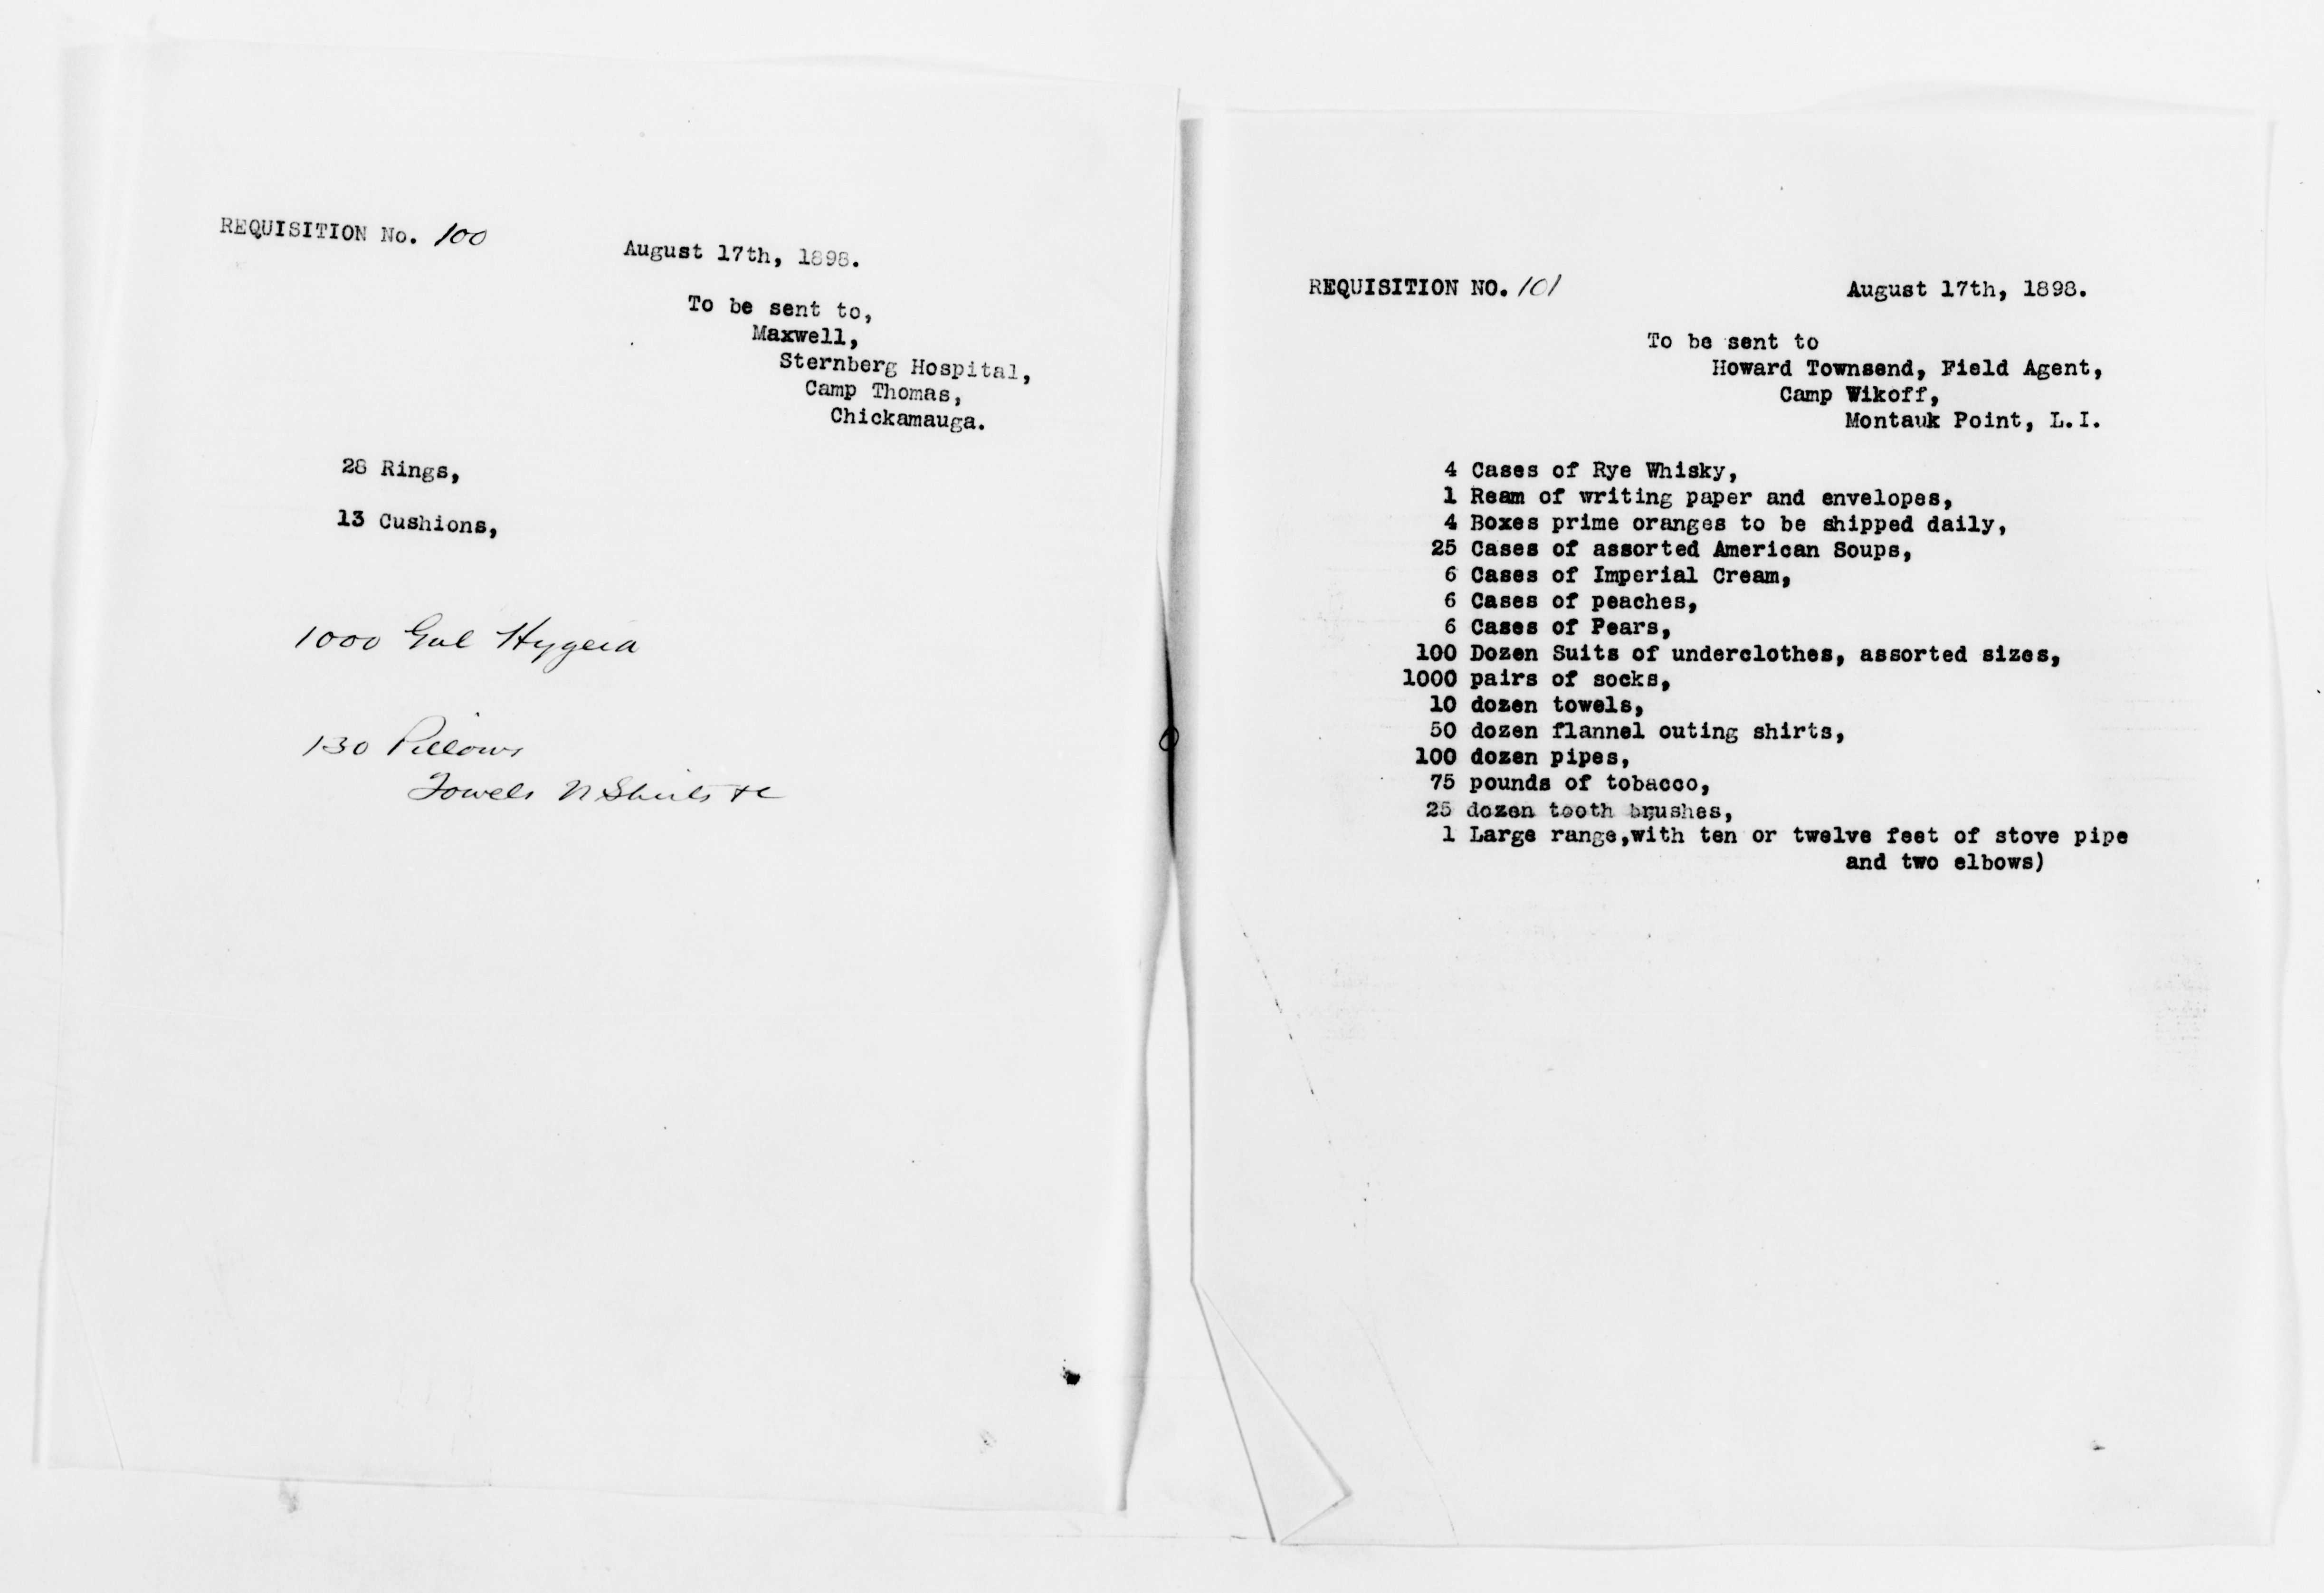 REQUISITION No. 100
August 17th, 1898.
To be sent to,
Maxwell,
Sternberg Hospital,
Camp Thomas,
Chickamauga.
28 Rings,
13 Cushions,
1000 Gal Hygeia
130 Pillows
Towels N Shirts &c
REQUISITION NO. 101
August 17th, 1898.
To be sent to
Howard Townsend, Field Agent,
Camp Wikoff,
Montauk Point, L.I.
4 Cases of Rye Whisky,
1 Ream of writing paper and envelopes,
4 Boxes prime oranges to be shipped daily,
25 Cases of assorted American Soups,
6 Cases of Imperial Cream,
6 Cases of peaches,
6 Cases of Pears,
100 Dozen Suits of underclothes, assorted sizes,
1000 pairs of socks,
10 dozen towels,
50 dozen flannel outing shirts,
100 dozen pipes,
75 pounds of tobacco,
25 dozen tooth brushes,
1 Large range,with ten or twelve feet of stove pipe
and two elbows)